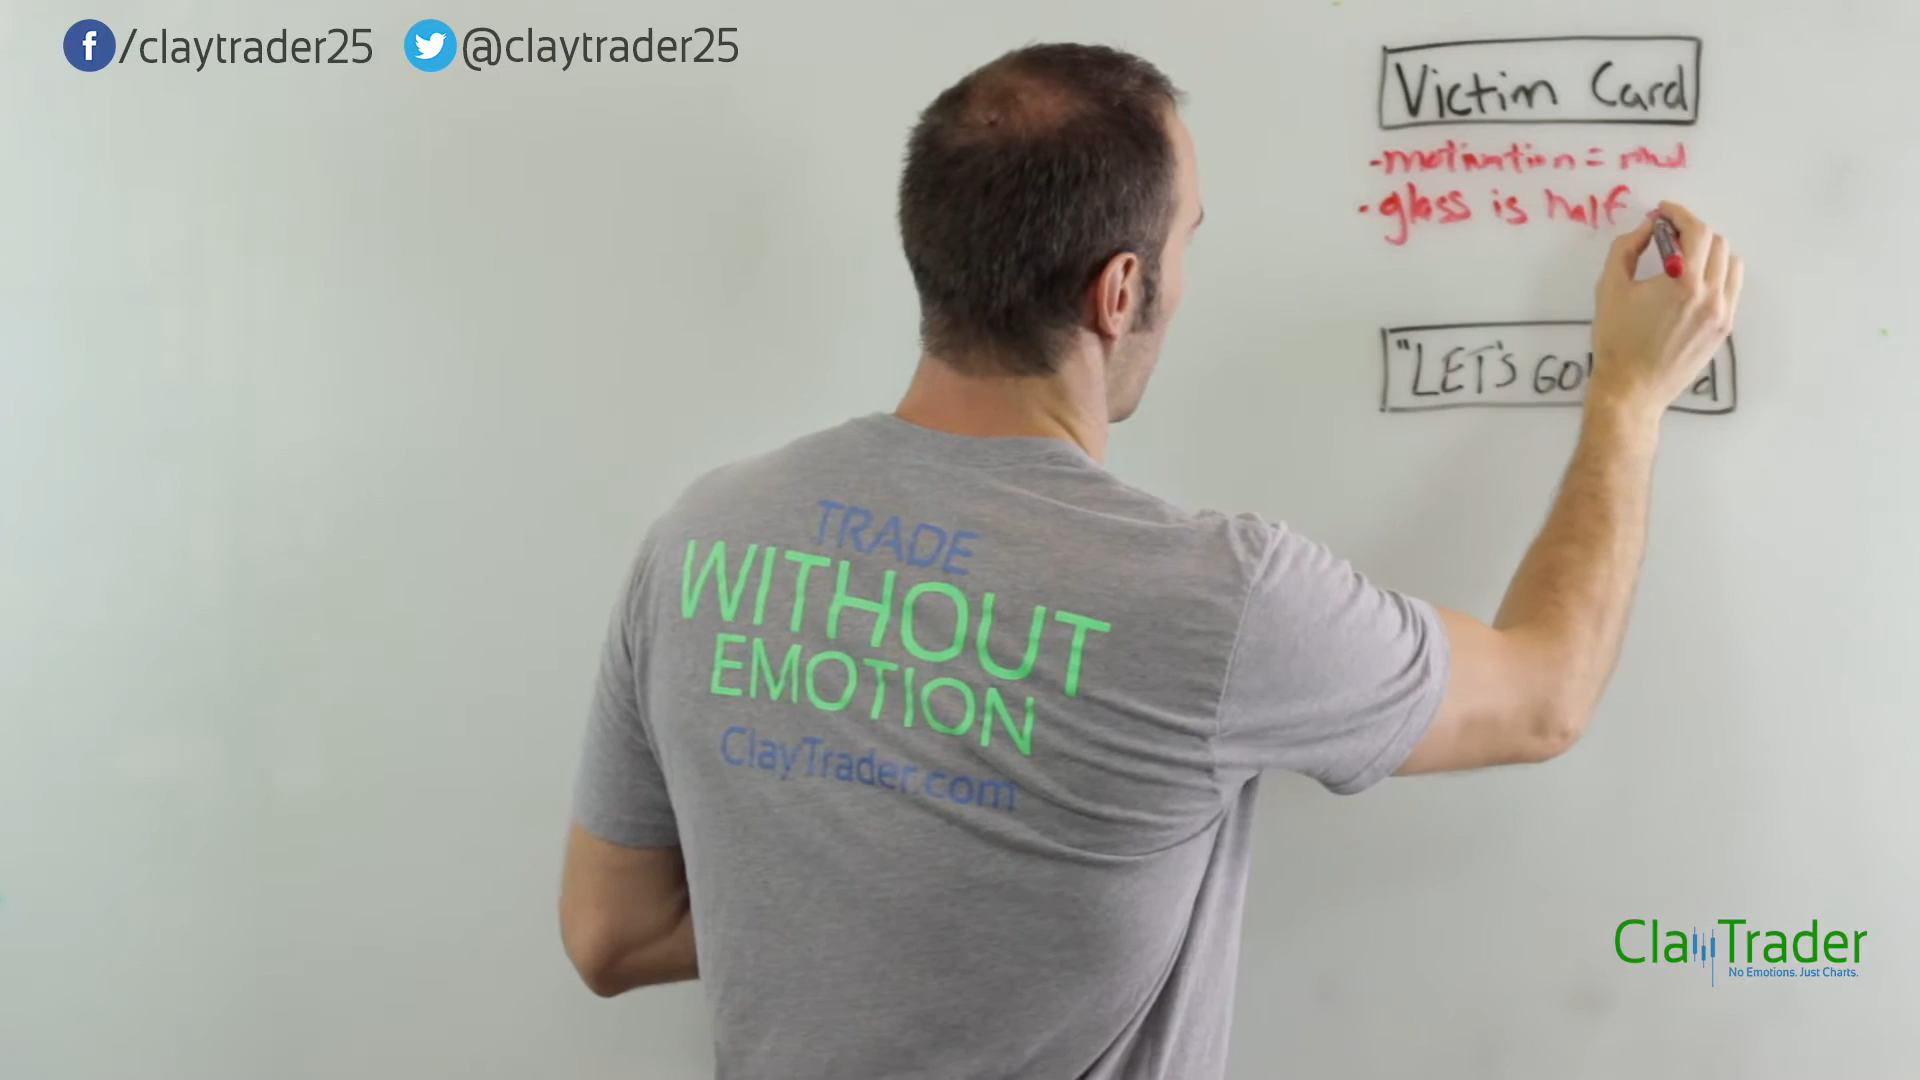 /claytrader25 @claytrader25
Victim Card
-motivation =
• glass is half
"LET'S GO!
TRADE
WITHOUT
EMOTION
ClayTrader.com
ClayTrader
No Emotions. Just Charts.